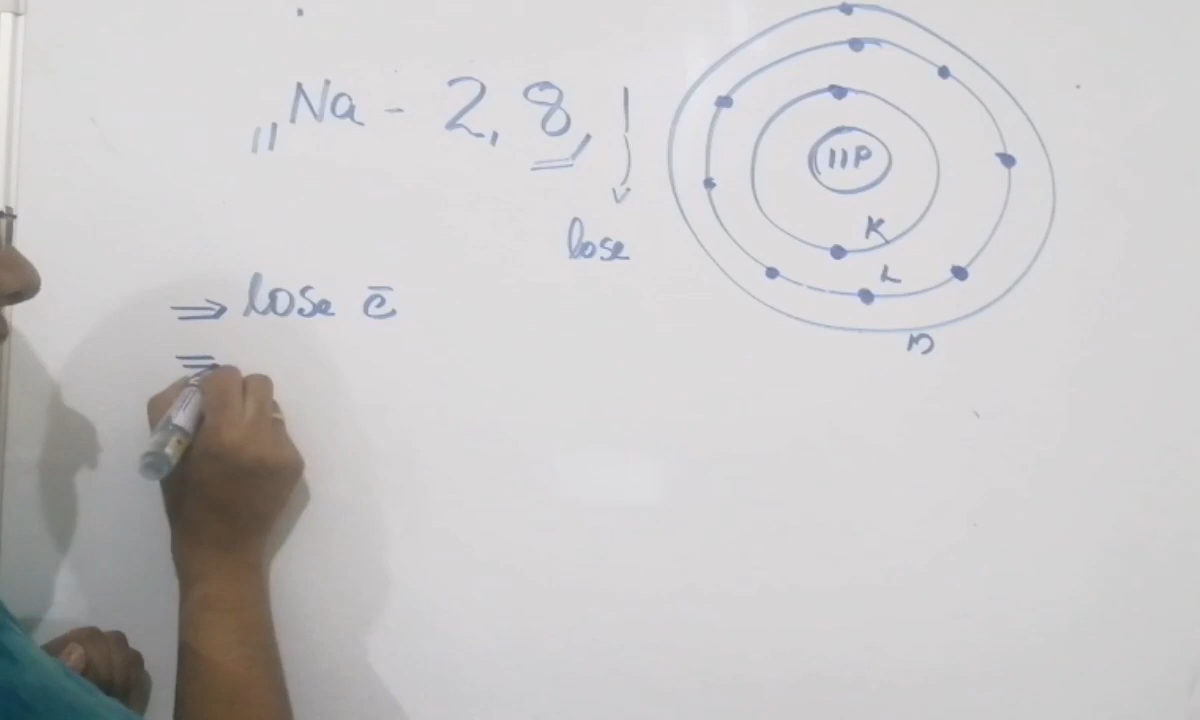 ₁₁Na - 2, 8, 1
lose
⇒ lose ē
=
11P
K
L
M